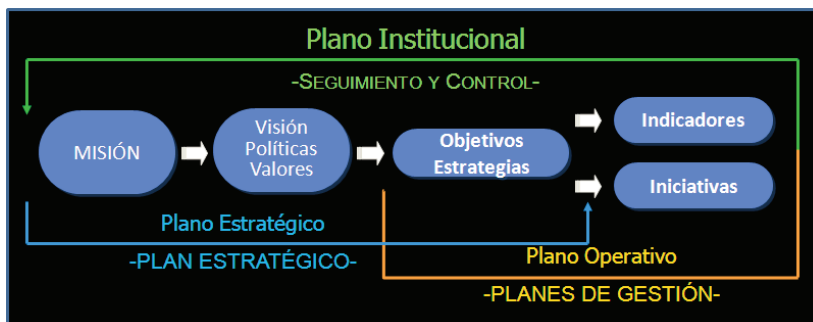 Plano Institucional
-SEGUIMIENTO Y CONTROL-
MISIÓN
Visión
Políticas
Valores
Objetivos
Estrategias
Indicadores
Iniciativas
Plano Estratégico
-PLAN ESTRATÉGICO-
Plano Operativo
-PLANES DE GESTIÓN-